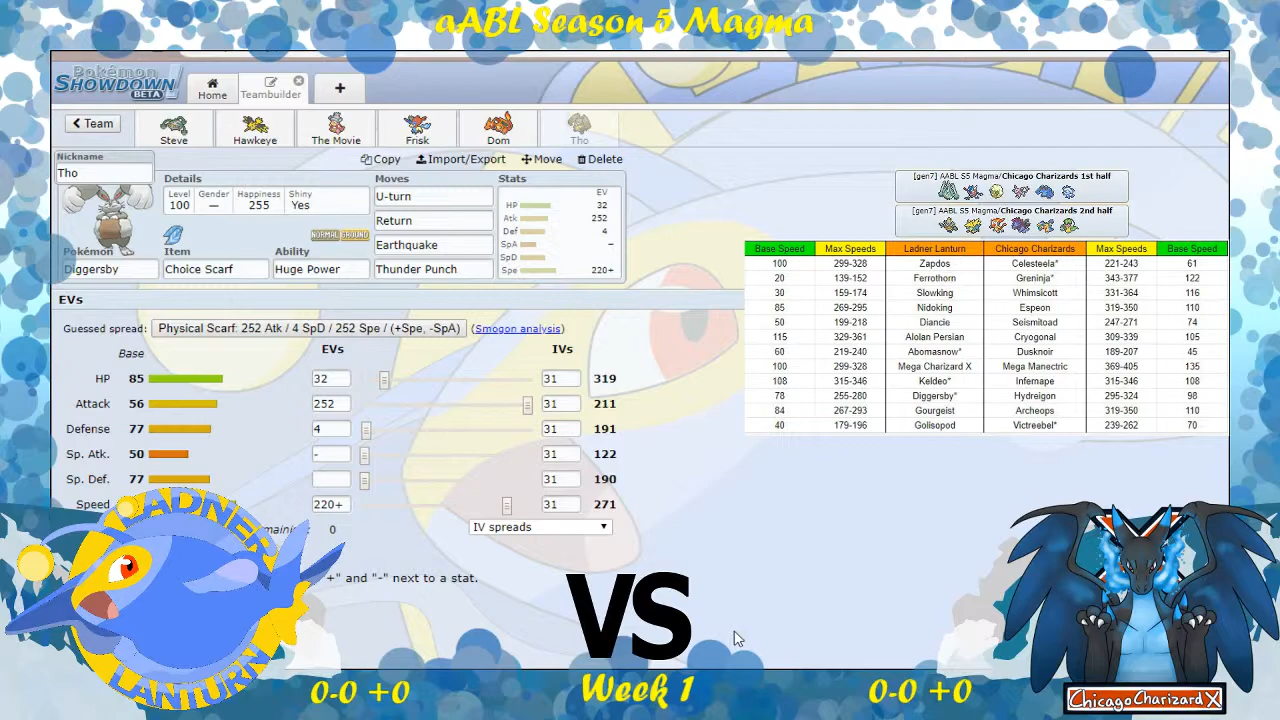 aABL Season 5 Magma
Pokémon
SHOWDOWN
BETA
Home
Teambuilder
+
< Team
Steve
Hawkeye
The Movie
Frisk
Dom
Tho
Nickname
Tho
Copy Import/Export Move Delete
Details
Level Gender Happiness Shiny
100 — 255 Yes
Moves
U-turn
Return
Earthquake
Thunder Punch
Stats
EV
HP 32
Atk 252
Def 4
SpA –
SpD
Spe 220+
NORMAL GROUND
Pokémon
Diggersby
Item
Choice Scarf
Ability
Huge Power
EVs
Guessed spread: Physical Scarf: 252 Atk / 4 SpD / 252 Spe / (+Spe, -SpA) (Smogon analysis)
Base EVs IVs
HP 85 32 31 319
Attack 56 252 31 211
Defense 77 4 31 191
Sp. Atk. 50 - 31 122
Sp. Def. 77 31 190
Speed 220+ 31 271
maining: 0
IV spreads
"+" and "-" next to a stat.
[gen7] AABL S5 Magma/Chicago Charizards 1st half
[gen7] AABL S5 Magma/Chicago Charizards 2nd half
Base Speed Max Speeds Ladner Lanturn Chicago Charizards Max Speeds Base Speed
100 299-328 Zapdos Celesteela* 221-243 61
20 139-152 Ferrothorn Greninja* 343-377 122
30 159-174 Slowking Whimsicott 331-364 116
85 269-295 Nidoking Espeon 319-350 110
50 199-218 Diancie Seismitoad 247-271 74
115 329-361 Alolan Persian Cryogonal 309-339 105
60 219-240 Abomasnow* Dusknoir 189-207 45
100 299-328 Mega Charizard X Mega Manectric 369-405 135
108 315-346 Keldeo* Infernape 315-346 108
78 255-280 Diggersby* Hydreigon 295-324 98
84 267-293 Gourgeist Archeops 319-350 110
40 179-196 Golisopod Victreebel* 239-262 70
LADNER
LANTURN
VS
Chicago Charizard X
0-0 +0
Week 1
0-0 +0